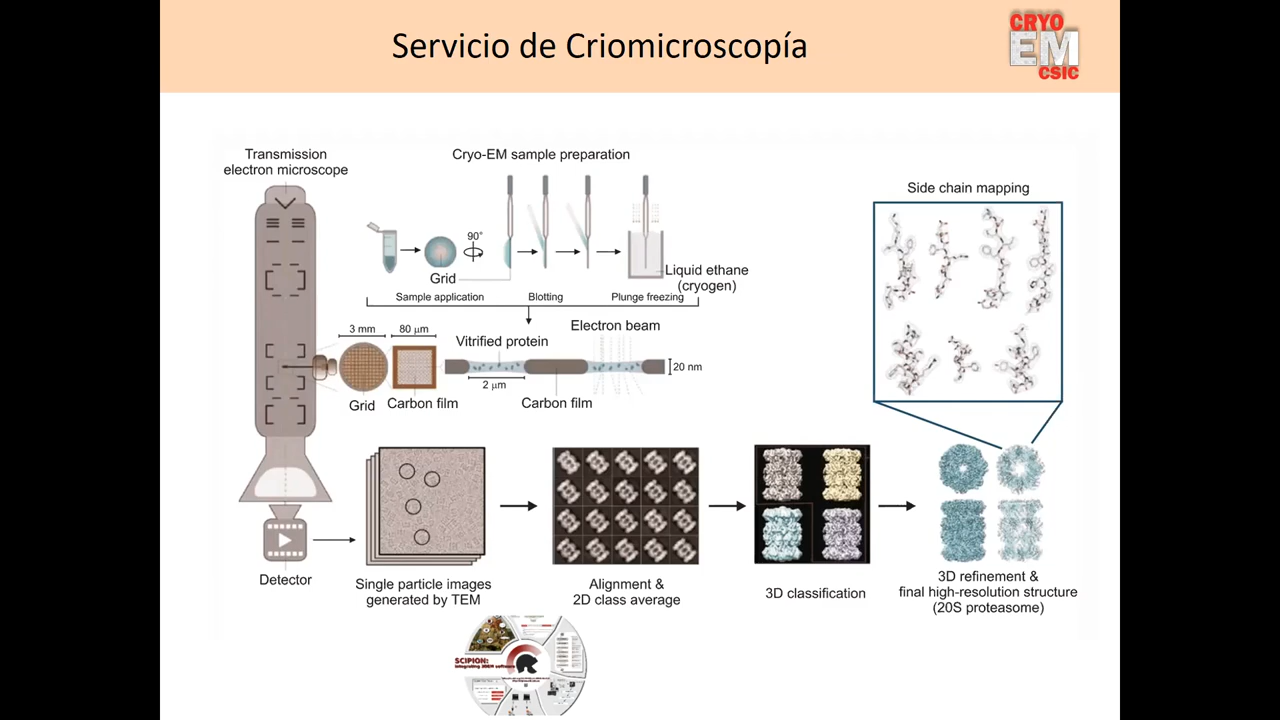 Servicio de Criomicroscopía
CRYO
EM
CSIC
Transmission
electron microscope
Cryo-EM sample preparation
Side chain mapping
90°
Grid
Liquid ethane
(cryogen)
Sample application
Blotting
Plunge freezing
Electron beam
3 mm
80 μm
Vitrified protein
20 nm
2 μm
Grid
Carbon film
Carbon film
Detector
Single particle images
generated by TEM
Alignment &
2D class average
3D classification
3D refinement &
final high-resolution structure
(20S proteasome)
SCIPION:
integrating 3DEM software